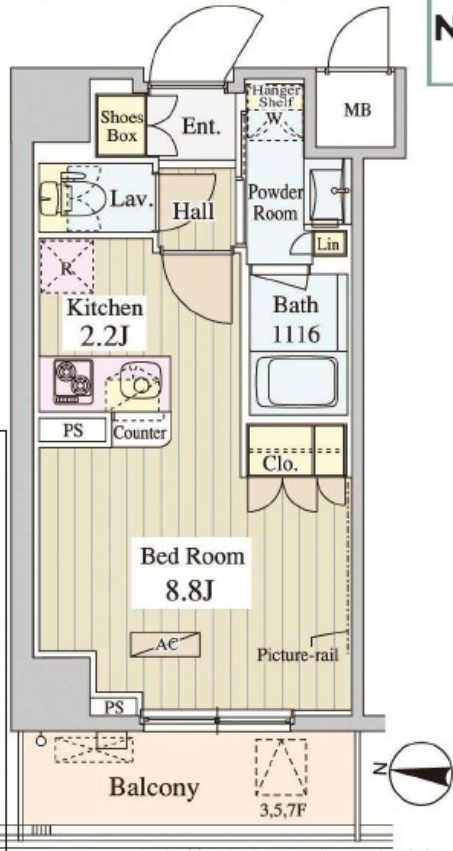 N
Hanger
Shelf
W
MB
Shoes
Box
Ent.
Lav.
Hall
Powder
Room
Lin
R
Kitchen
2.2J
Bath
1116
PS
Counter
Clo.
Bed Room
8.8J
AC
Picture-rail
PS
Balcony
3,5,7F
N